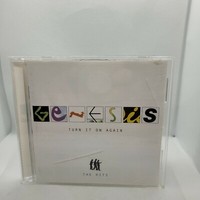 GENESIS
TURN IT ON AGAIN
THE HITS